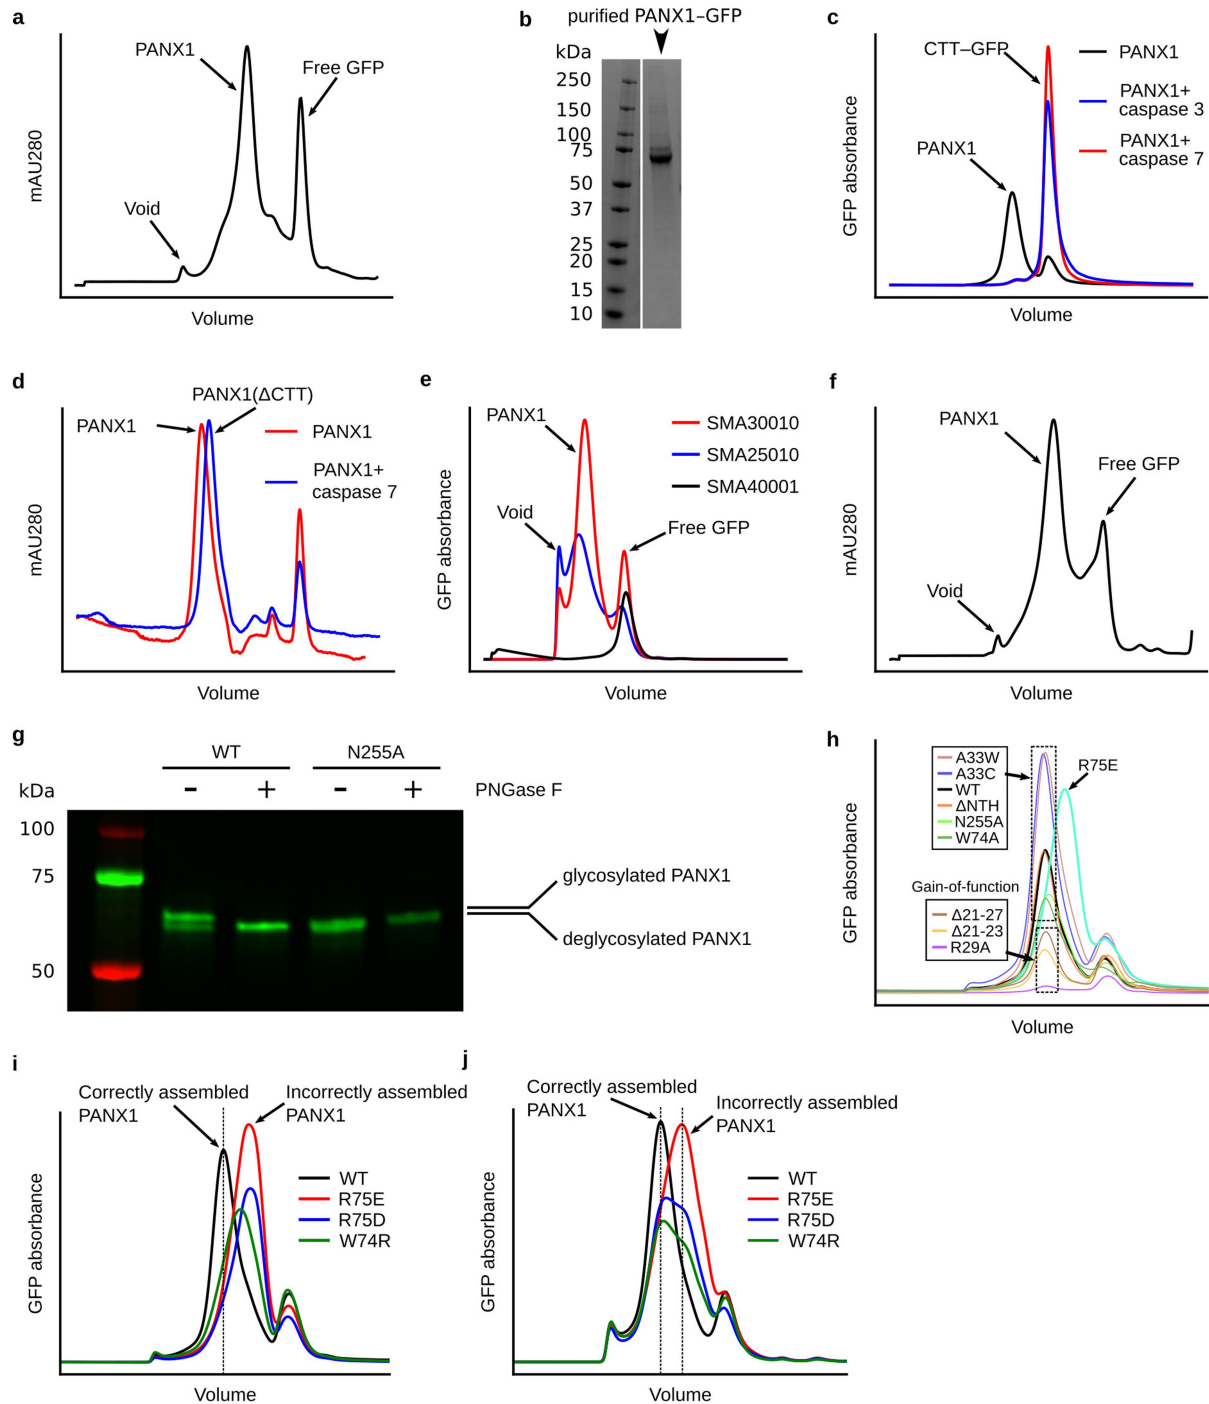 a
PANX1
Free GFP
Void
mAU280
Volume
b
purified PANX1–GFP
kDa
250
150
100
75
50
37
25
20
15
10
c
CTT–GFP
PANX1
PANX1
PANX1+
caspase 3
PANX1+
caspase 7
GFP absorbance
Volume
d
PANX1(ΔCTT)
PANX1
PANX1
PANX1+
caspase 7
mAU280
Volume
e
PANX1
SMA30010
SMA25010
SMA40001
Void
Free GFP
GFP absorbance
Volume
f
PANX1
Free GFP
Void
mAU280
Volume
g
WT
N255A
kDa
– + – +
PNGase F
100
75
50
glycosylated PANX1
deglycosylated PANX1
h
A33W
A33C
WT
ΔNTH
N255A
W74A
R75E
Gain-of-function
Δ21-27
Δ21-23
R29A
GFP absorbance
Volume
i
Correctly assembled
PANX1
Incorrectly assembled
PANX1
WT
R75E
R75D
W74R
GFP absorbance
Volume
j
Correctly assembled
PANX1
Incorrectly assembled
PANX1
WT
R75E
R75D
W74R
GFP absorbance
Volume